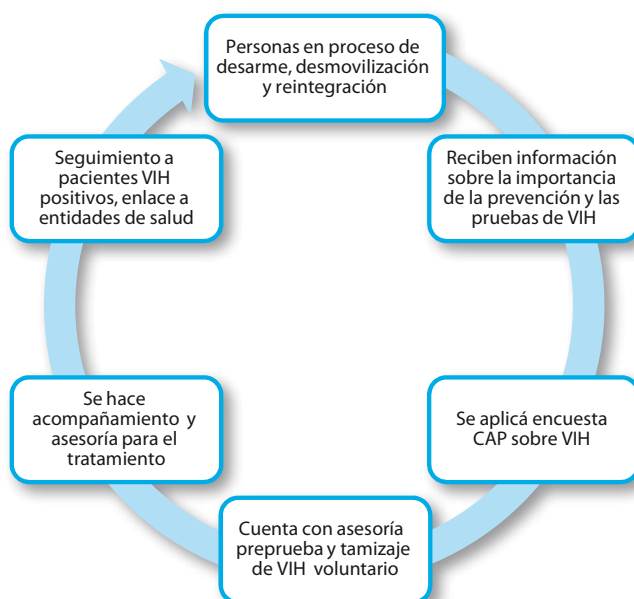 Personas en proceso de
desarme, desmovilización
y reintegración
Reciben información
sobre la importancia
de la prevención y las
pruebas de VIH
Se aplicá encuesta
CAP sobre VIH
Cuenta con asesoría
preprueba y tamizaje
de VIH voluntario
Se hace
acompañamiento y
asesoría para el
tratamiento
Seguimiento a
pacientes VIH
positivos, enlace a
entidades de salud